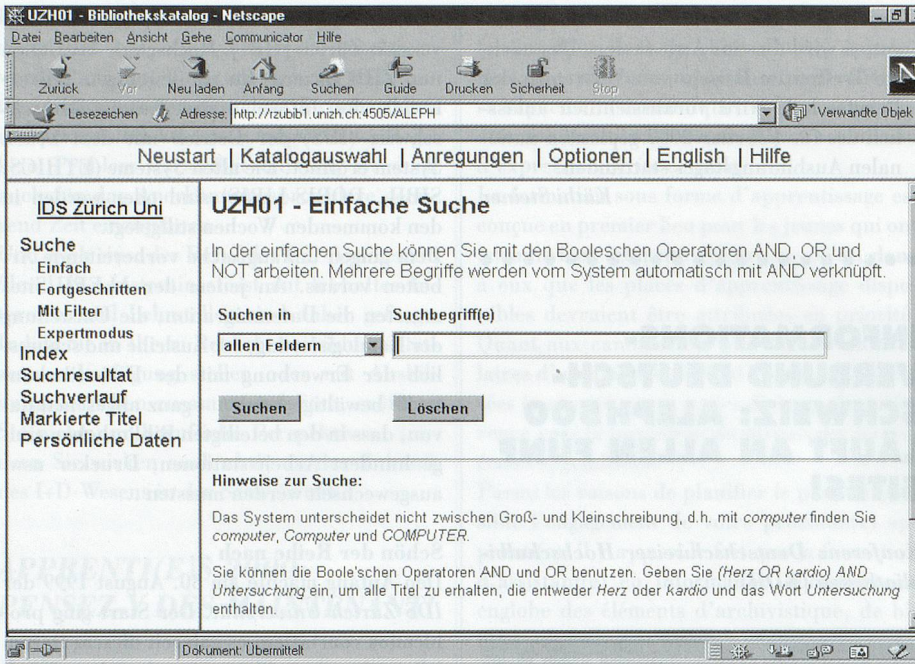 UZH01 - Bibliothekskatalog - Netscape
Datei Bearbeiten Ansicht Gehe Communicator Hilfe
Zurück Vor Neu laden Anfang Suchen Guide Drucken Sicherheit Stop
Lesezeichen Adresse: http://rzubib1.unizh.ch:4505/ALEPH Verwandte Objek
Neustart | Katalogauswahl | Anregungen | Optionen | English | Hilfe
IDS Zürich Uni
Suche
Einfach
Fortgeschritten
Mit Filter
Expertmodus
Index
Suchresultat
Suchverlauf
Markierte Titel
Persönliche Daten
UZH01 - Einfache Suche
In der einfachen Suche können Sie mit den Booleschen Operatoren AND, OR und
NOT arbeiten. Mehrere Begriffe werden vom System automatisch mit AND verknüpft.
Suchen in Suchbegriff(e)
allen Feldern
Suchen Löschen
Hinweise zur Suche:
Das System unterscheidet nicht zwischen Groß- und Kleinschreibung, d.h. mit computer finden Sie
computer, Computer und COMPUTER.
Sie können die Boole'schen Operatoren AND und OR benutzen. Geben Sie (Herz OR kardio) AND
Untersuchung ein, um alle Titel zu erhalten, die entweder Herz oder kardio und das Wort Untersuchung
enthalten.
Dokument: Übermittelt